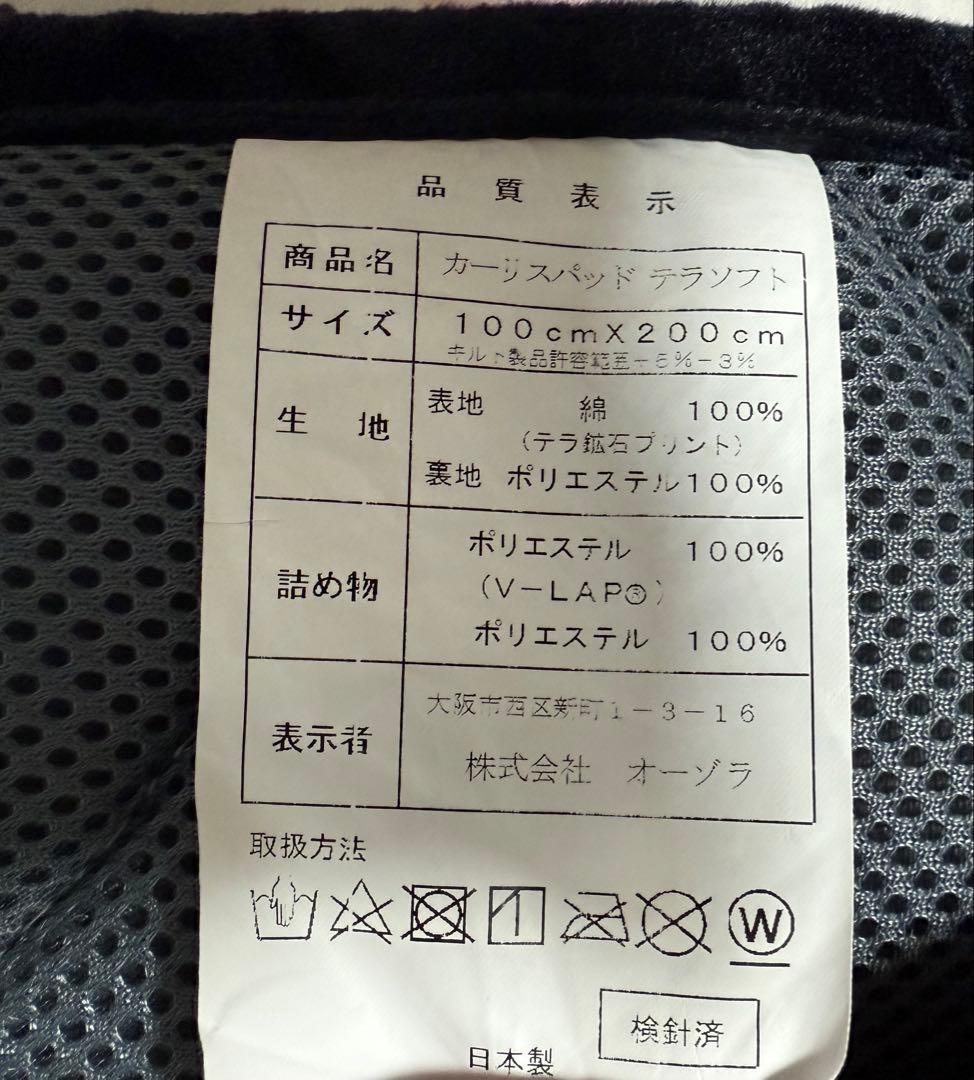 品質表示
商品名 カーリスパッド テラソフト
サイズ 100cmX200cm
キルト製品許容範囲+5%-3%
生地 表地 綿 100%
(テラ鉱石プリント)
裏地 ポリエステル100%
詰め物 ポリエステル 100%
(V-LAP®)
ポリエステル 100%
表示者 大阪市西区新町1-3-16
株式会社 オーゾラ
取扱方法
W
検針済
日本製